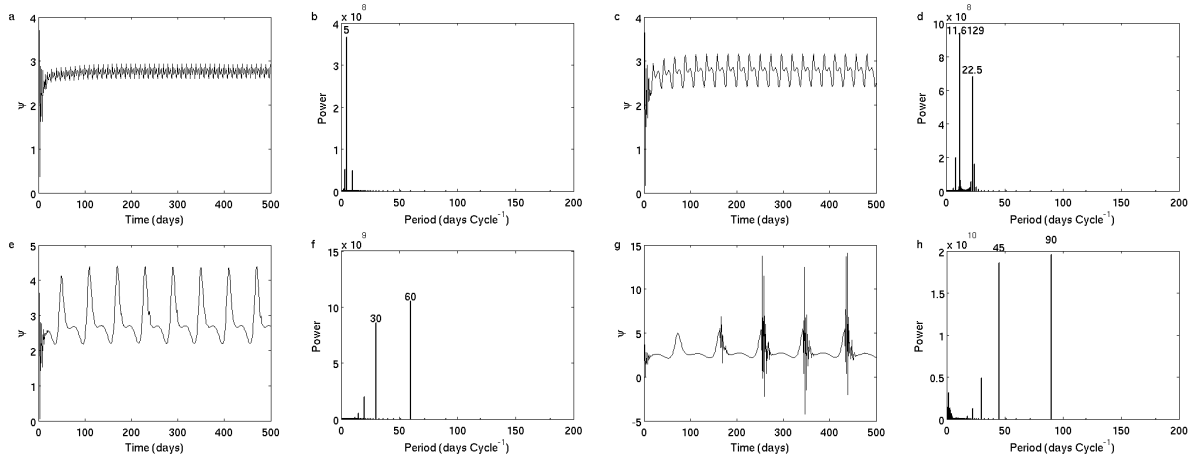 a
4
3
2
1
0
ψ
0 100 200 300 400 500
Time (days)
b
x 10^8
4
3
2
1
0
Power
5
0 50 100 150 200
Period (days Cycle^-1)
c
4
3
2
1
0
ψ
0 100 200 300 400 500
Time (days)
d
x 10^8
10
8
6
4
2
0
Power
11.6129
22.5
0 50 100 150 200
Period (days Cycle^-1)
e
5
4
3
2
1
0
ψ
0 100 200 300 400 500
Time (days)
f
x 10^9
15
10
5
0
Power
30
60
0 50 100 150 200
Period (days Cycle^-1)
g
15
10
5
0
-5
ψ
0 100 200 300 400 500
Time (days)
h
x 10^10
2
1.5
1
0.5
0
Power
45
90
0 50 100 150 200
Period (days Cycle^-1)